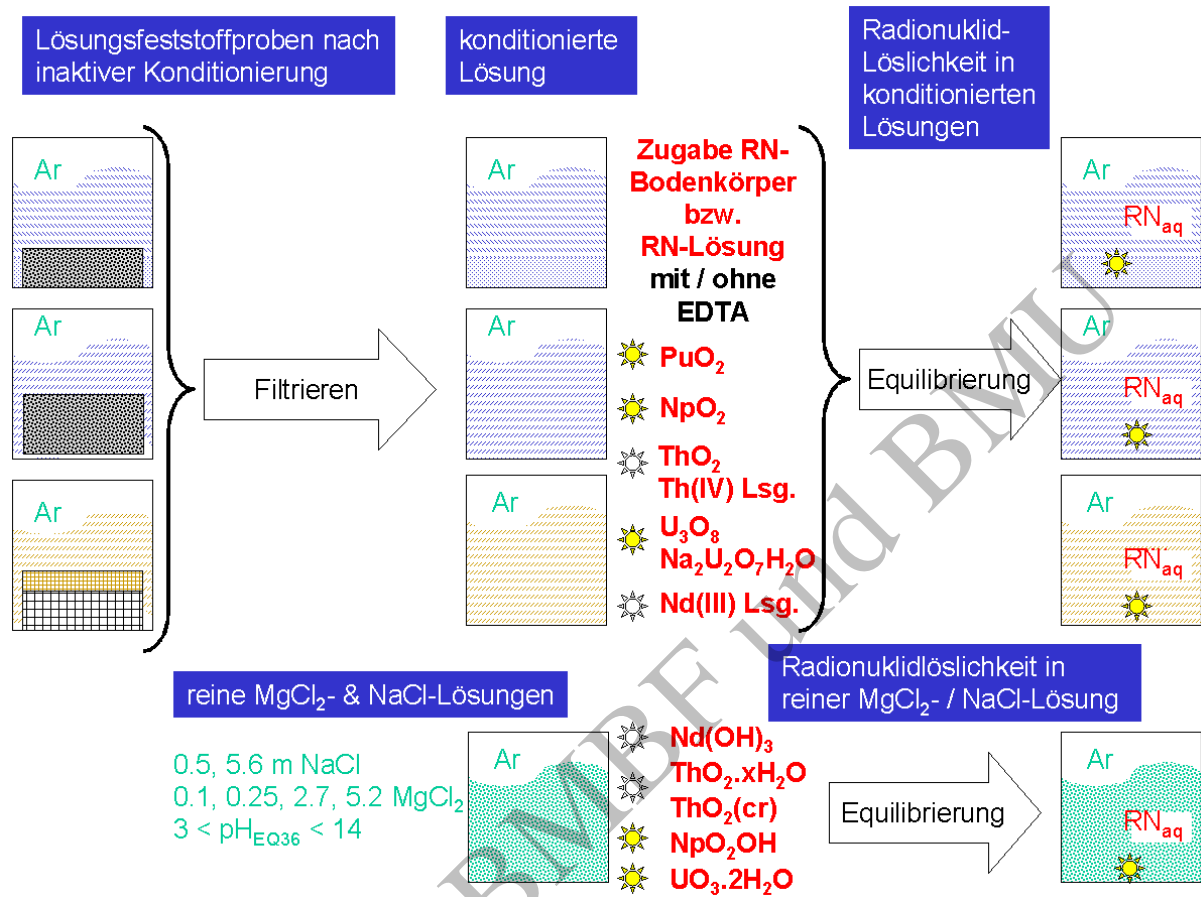 Lösungsfeststoffproben nach
inaktiver Konditionierung
konditionierte
Lösung
Radionuklid-
Löslichkeit in
konditionierten
Lösungen
Ar
Ar
Ar
Filtrieren
Ar
Ar
Ar
Zugabe RN-
Bodenkörper
bzw.
RN-Lösung
mit / ohne
EDTA
PuO₂
NpO₂
ThO₂
Th(IV) Lsg.
U₃O₈
Na₂U₂O₇H₂O
Nd(III) Lsg.
Equilibrierung
Ar
RNaq
Ar
RNaq
Ar
RNaq
reine MgCl₂- & NaCl-Lösungen
0.5, 5.6 m NaCl
0.1, 0.25, 2.7, 5.2 MgCl₂
3 < pHEQ36 < 14
Ar
Nd(OH)₃
ThO₂.xH₂O
ThO₂(cr)
NpO₂OH
UO₃.2H₂O
Radionuklidlöslichkeit in
reiner MgCl₂- / NaCl-Lösung
Equilibrierung
Ar
RNaq
BMBF und BMU